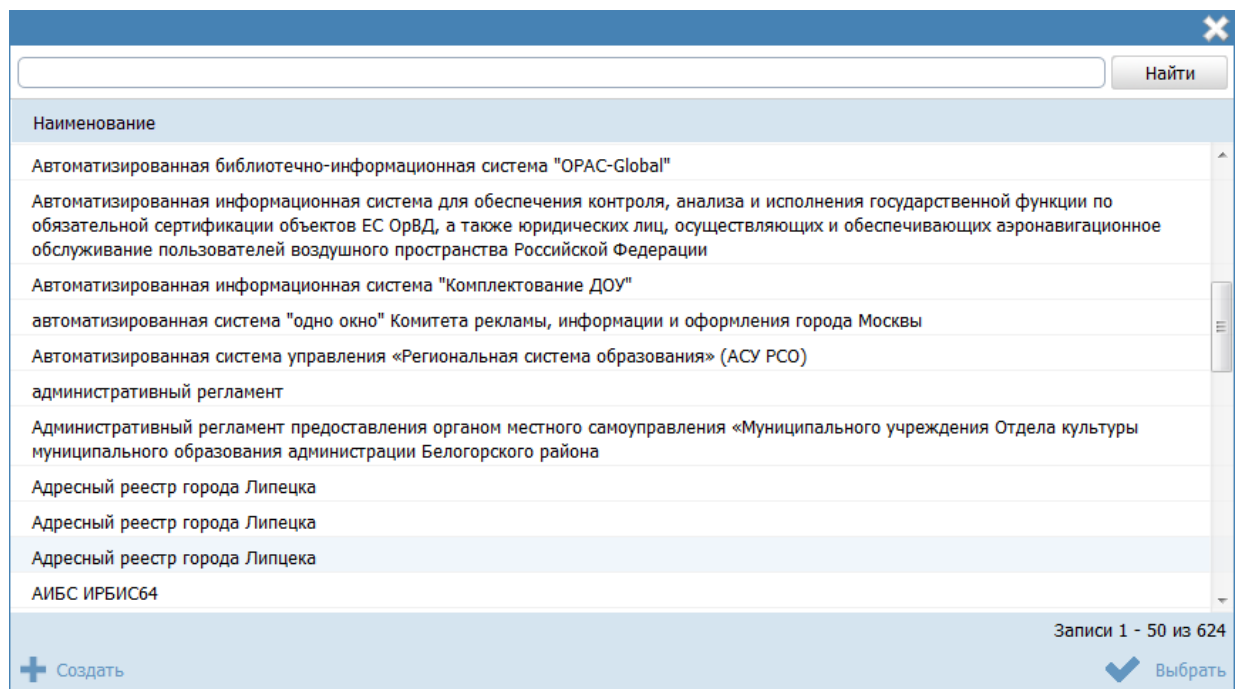 Найти
Наименование
Автоматизированная библиотечно-информационная система "OPAC-Global"
Автоматизированная информационная система для обеспечения контроля, анализа и исполнения государственной функции по
обязательной сертификации объектов ЕС ОрВД, а также юридических лиц, осуществляющих и обеспечивающих аэронавигационное
обслуживание пользователей воздушного пространства Российской Федерации
Автоматизированная информационная система "Комплектование ДОУ"
автоматизированная система "одно окно" Комитета рекламы, информации и оформления города Москвы
Автоматизированная система управления «Региональная система образования» (АСУ РСО)
административный регламент
Административный регламент предоставления органом местного самоуправления «Муниципального учреждения Отдела культуры
муниципального образования администрации Белогорского района
Адресный реестр города Липецка
Адресный реестр города Липецка
Адресный реестр города Липцека
АИБС ИРБИС64
Записи 1 - 50 из 624
Создать
Выбрать